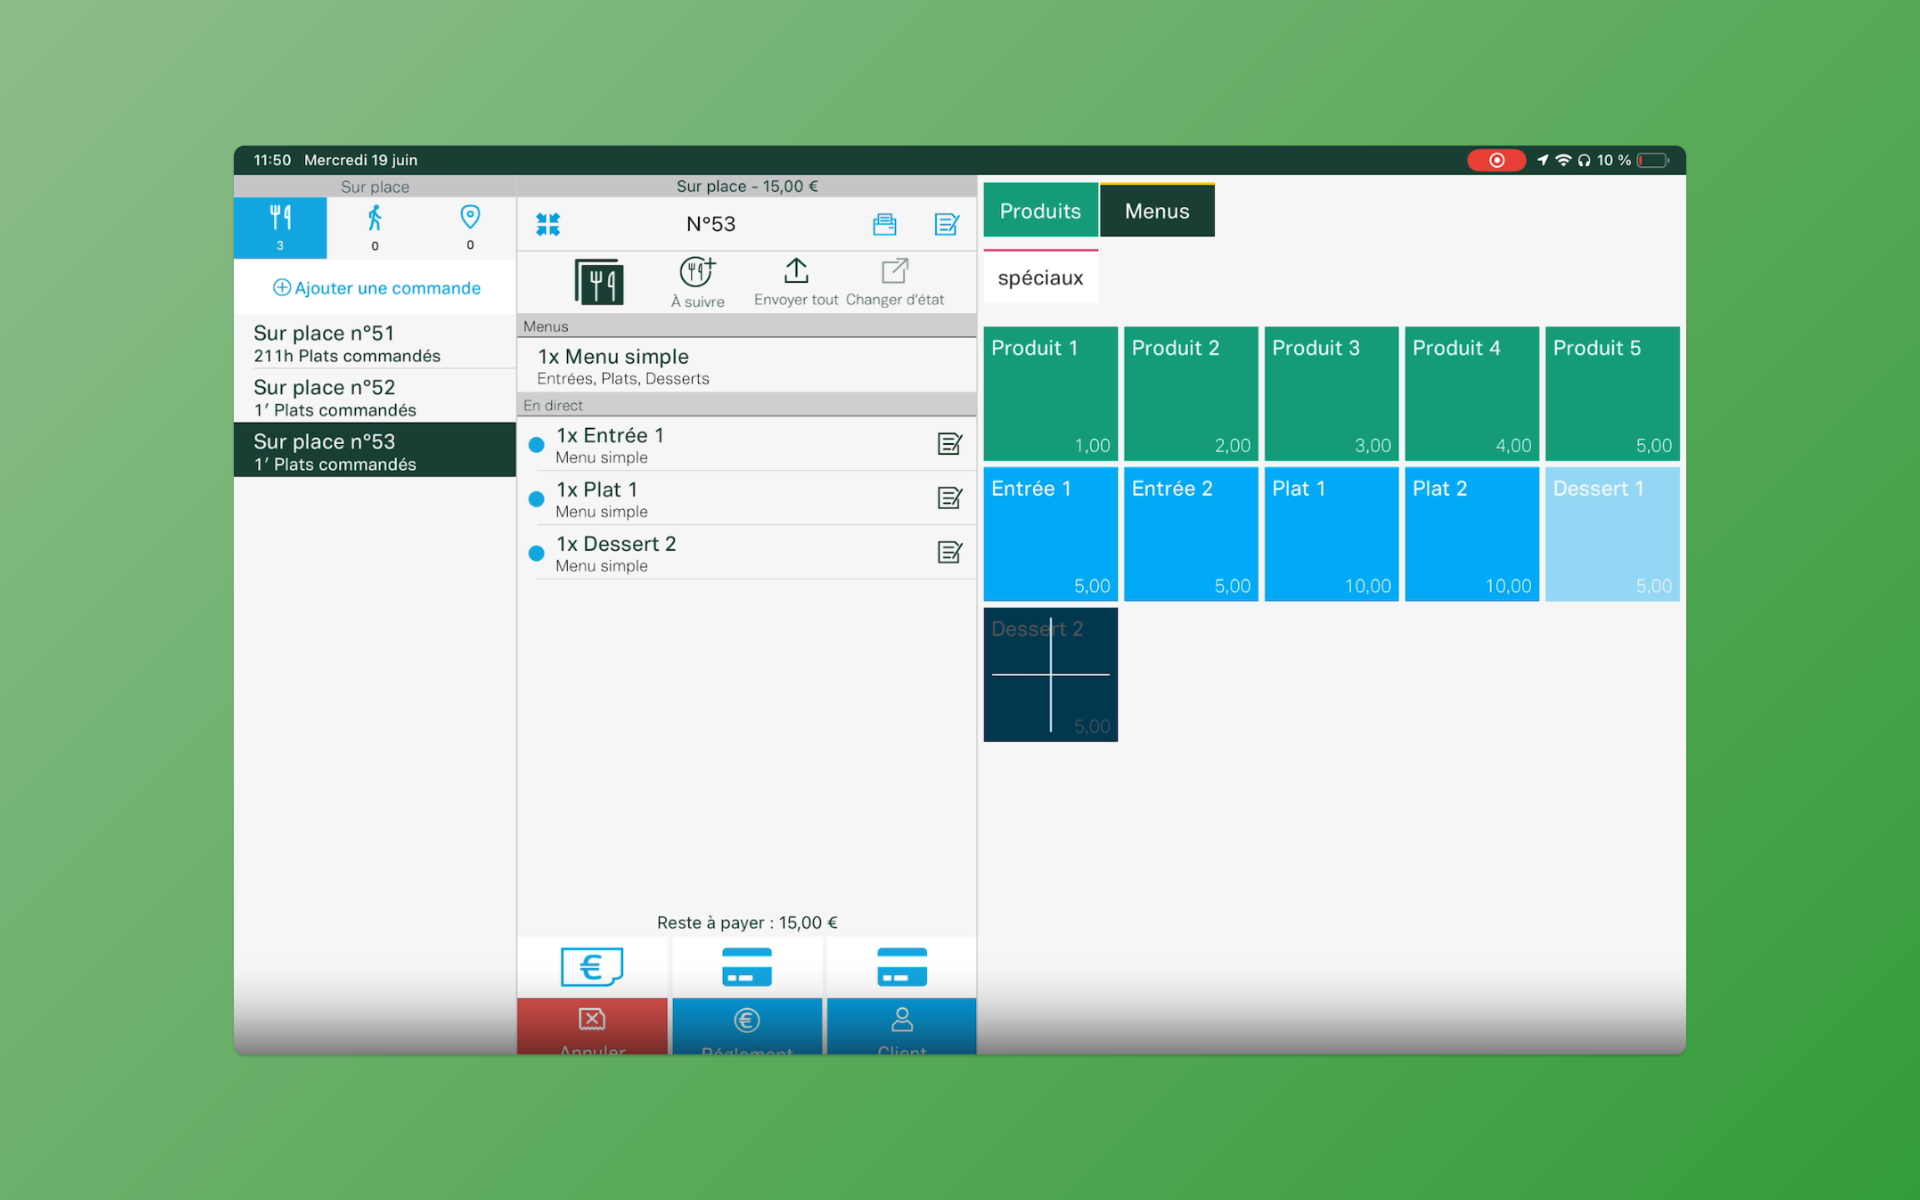 11:50 Mercredi 19 juin
10 %
Sur place
3
0
0
Ajouter une commande
Sur place n°51
211h Plats commandés
Sur place n°52
1′ Plats commandés
Sur place n°53
1′ Plats commandés
Sur place - 15,00 €
N°53
À suivre
Envoyer tout
Changer d'état
Menus
1x Menu simple
Entrées, Plats, Desserts
En direct
1x Entrée 1
Menu simple
1x Plat 1
Menu simple
1x Dessert 2
Menu simple
Reste à payer : 15,00 €
Annuler
Règlement
Client
Produits
Menus
spéciaux
Produit 1
1,00
Produit 2
2,00
Produit 3
3,00
Produit 4
4,00
Produit 5
5,00
Entrée 1
5,00
Entrée 2
5,00
Plat 1
10,00
Plat 2
10,00
Dessert 1
5,00
Dessert 2
5,00